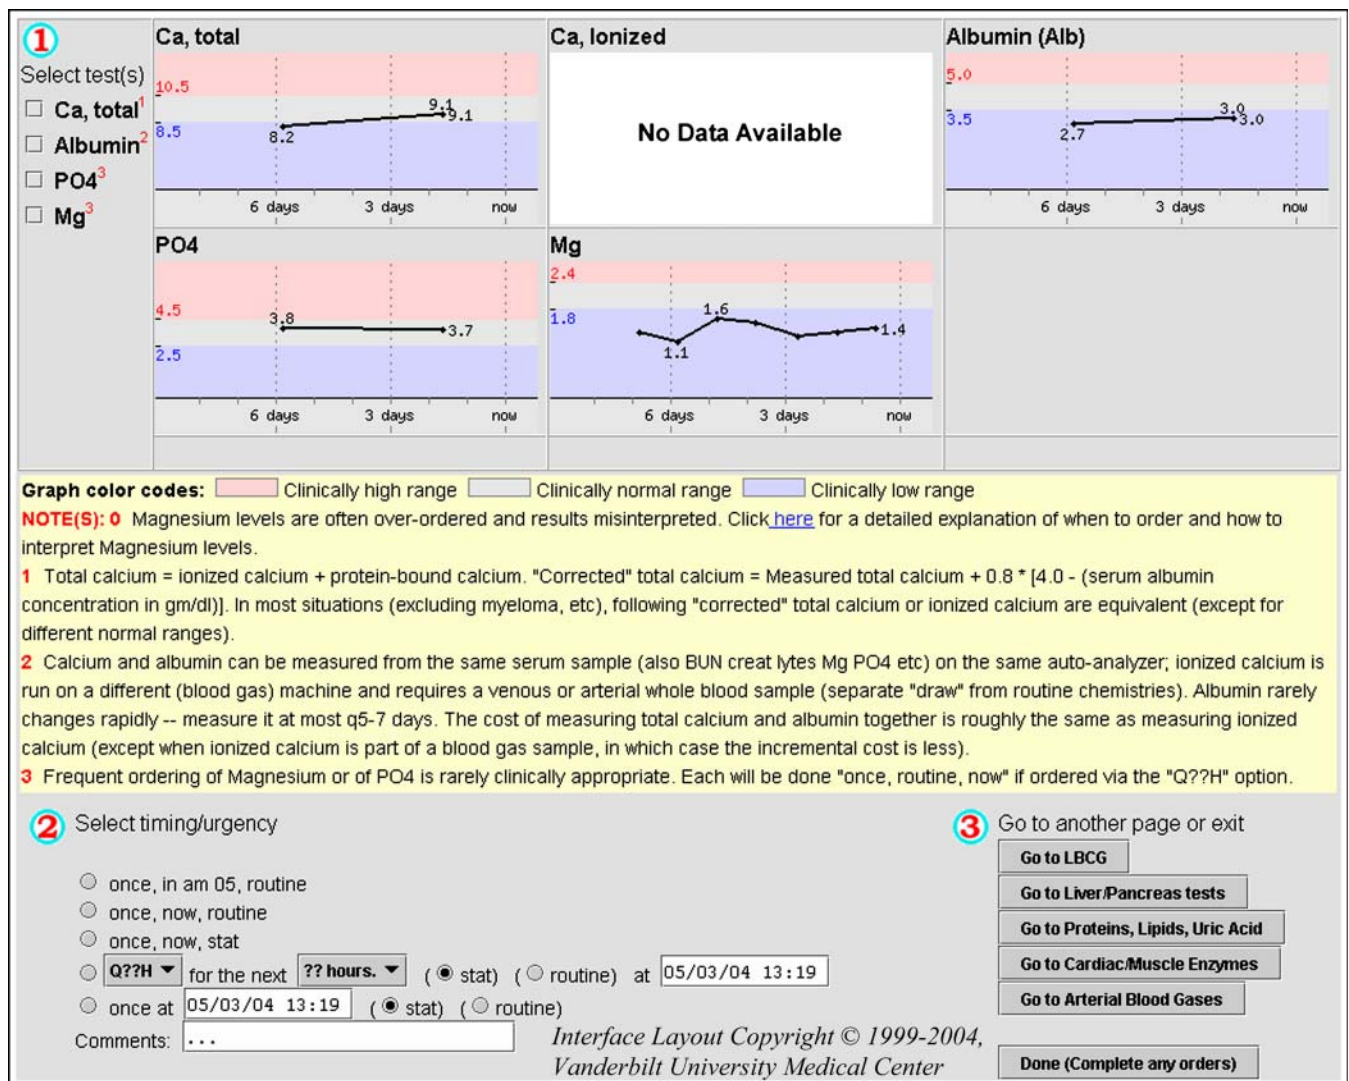 1
Select test(s)
Ca, total1
Albumin2
PO43
Mg3
Ca, total
10.5
8.5
8.2
9.1
9.1
6 days 3 days now
Ca, Ionized
No Data Available
Albumin (Alb)
5.0
3.5
2.7
3.0
3.0
6 days 3 days now
PO4
4.5
2.5
3.8
3.7
6 days 3 days now
Mg
2.4
1.8
1.1
1.6
1.4
6 days 3 days now
Graph color codes: Clinically high range Clinically normal range Clinically low range
NOTE(S): 0 Magnesium levels are often over-ordered and results misinterpreted. Click here for a detailed explanation of when to order and how to
interpret Magnesium levels.
1 Total calcium = ionized calcium + protein-bound calcium. "Corrected" total calcium = Measured total calcium + 0.8 * [4.0 - (serum albumin
concentration in gm/dl)]. In most situations (excluding myeloma, etc), following "corrected" total calcium or ionized calcium are equivalent (except for
different normal ranges).
2 Calcium and albumin can be measured from the same serum sample (also BUN creat lytes Mg PO4 etc) on the same auto-analyzer; ionized calcium is
run on a different (blood gas) machine and requires a venous or arterial whole blood sample (separate "draw" from routine chemistries). Albumin rarely
changes rapidly -- measure it at most q5-7 days. The cost of measuring total calcium and albumin together is roughly the same as measuring ionized
calcium (except when ionized calcium is part of a blood gas sample, in which case the incremental cost is less).
3 Frequent ordering of Magnesium or of PO4 is rarely clinically appropriate. Each will be done "once, routine, now" if ordered via the "Q??H" option.
2 Select timing/urgency
once, in am 05, routine
once, now, routine
once, now, stat
Q??H for the next ?? hours. ( stat) ( routine) at 05/03/04 13:19
once at 05/03/04 13:19 ( stat) ( routine)
Comments: ...
Interface Layout Copyright © 1999-2004,
Vanderbilt University Medical Center
3 Go to another page or exit
Go to LBCG
Go to Liver/Pancreas tests
Go to Proteins, Lipids, Uric Acid
Go to Cardiac/Muscle Enzymes
Go to Arterial Blood Gases
Done (Complete any orders)